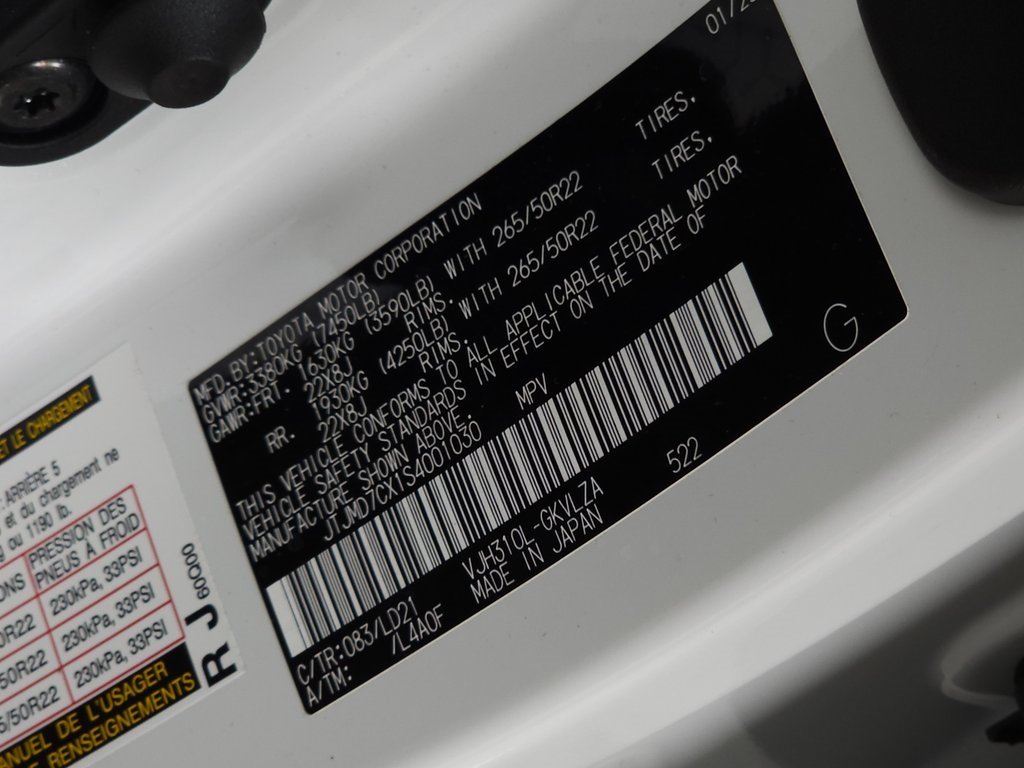 MFD.BY:TOYOTA MOTOR CORPORATION
GVWR:3380KG (7450LB)
GAWR:FRT. 1630KG (3590LB) WITH 265/50R22 TIRES.
22X8J RIMS.
RR. 1930KG (4250LB) WITH 265/50R22 TIRES.
22X8J RIMS.
THIS VEHICLE CONFORMS TO ALL APPLICABLE FEDERAL MOTOR
VEHICLE SAFETY STANDARDS IN EFFECT ON THE DATE OF
MANUFACTURE SHOWN ABOVE.
JTJMD7CX1S4001030 MPV
G
C/TR:083/LD21 VJH310L-GKVLZA 522
A/TM: /L4A0F MADE IN JAPAN
ET LE CHARGEMENT
ARRIÈRE 5
et du chargement ne
ou 1190 lb.
PRESSION DES
PNEUS À FROID
230kPa, 33PSI
50R22 230kPa, 33PSI
/50R22 230kPa, 33PSI
DE L'USAGER
RENSEIGNEMENTS
RJ
60C00